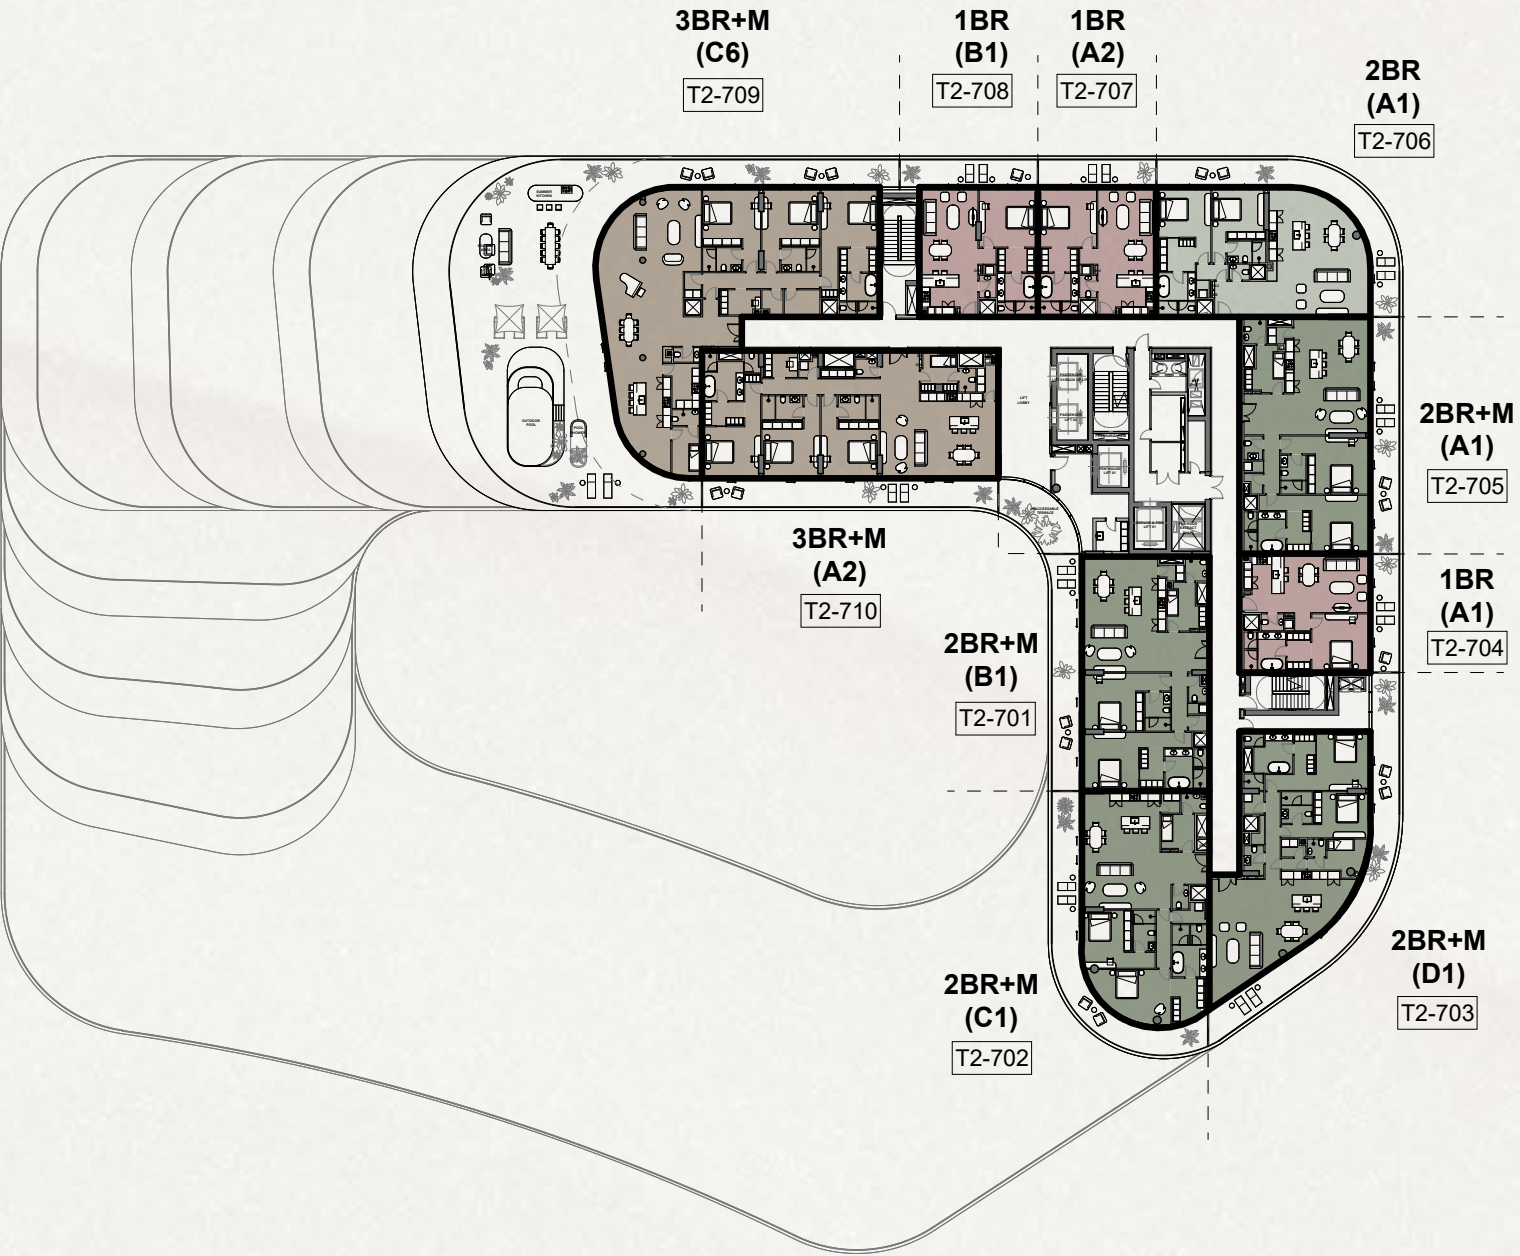 3BR+M
(C6)
T2-709
1BR
(B1)
T2-708
1BR
(A2)
T2-707
2BR
(A1)
T2-706
SUMMER
KITCHEN
OUTDOOR
POOL
LIFT
LOBBY
2BR+M
(A1)
T2-705
3BR+M
(A2)
T2-710
1BR
(A1)
T2-704
2BR+M
(B1)
T2-701
2BR+M
(D1)
T2-703
2BR+M
(C1)
T2-702